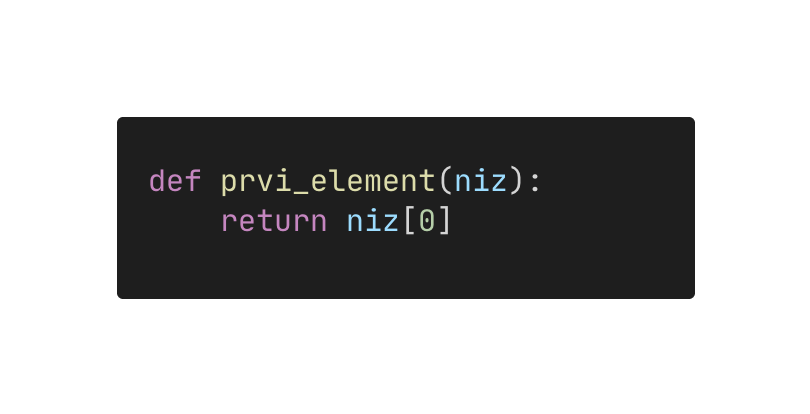 def prvi_element(niz):
    return niz[0]